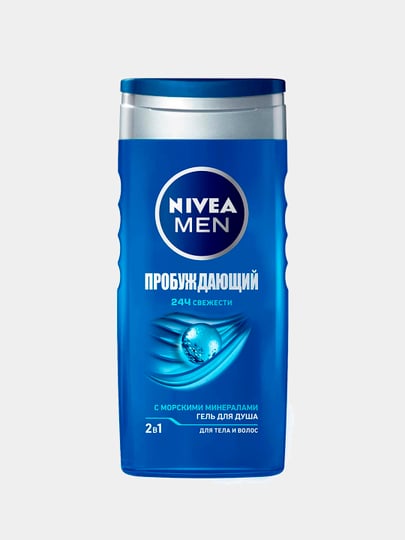 NIVEA
MEN
ПРОБУЖДАЮЩИЙ
24Ч СВЕЖЕСТИ
С МОРСКИМИ МИНЕРАЛАМИ
ГЕЛЬ ДЛЯ ДУША
2в1 ДЛЯ ТЕЛА И ВОЛОС